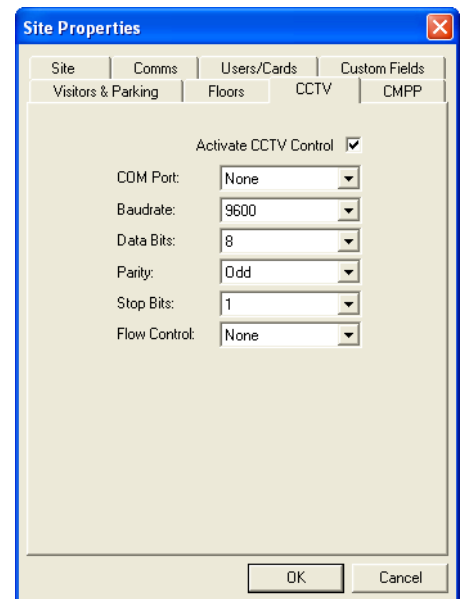 Site Properties
Site Comms Users/Cards Custom Fields
Visitors & Parking Floors CCTV CMPP
Activate CCTV Control
COM Port: None
Baudrate: 9600
Data Bits: 8
Parity: Odd
Stop Bits: 1
Flow Control: None
OK Cancel